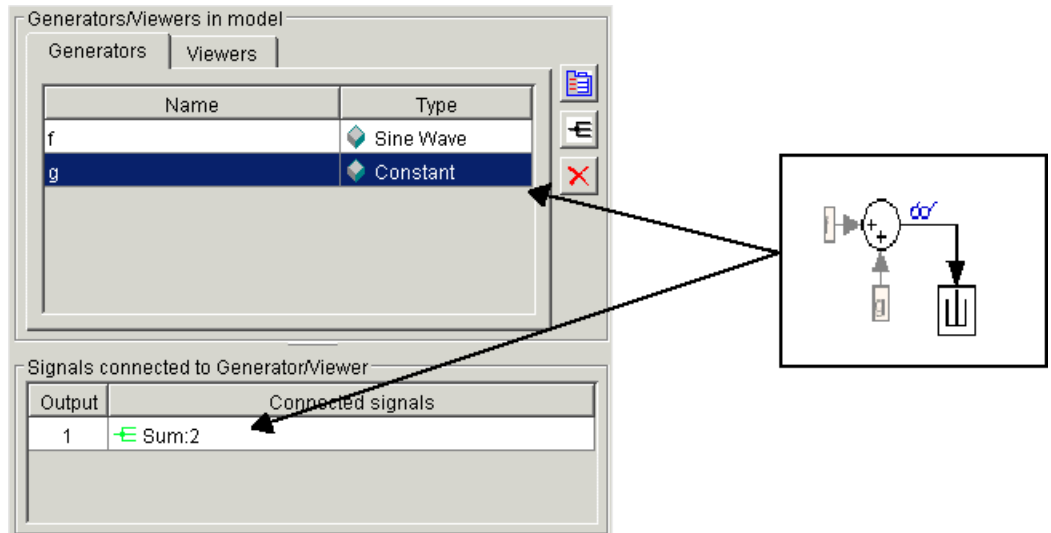 Generators/Viewers in model
Generators Viewers
Name Type
f Sine Wave
g Constant
f
+
+
g
Signals connected to Generator/Viewer
Output Connected signals
1 Sum:2